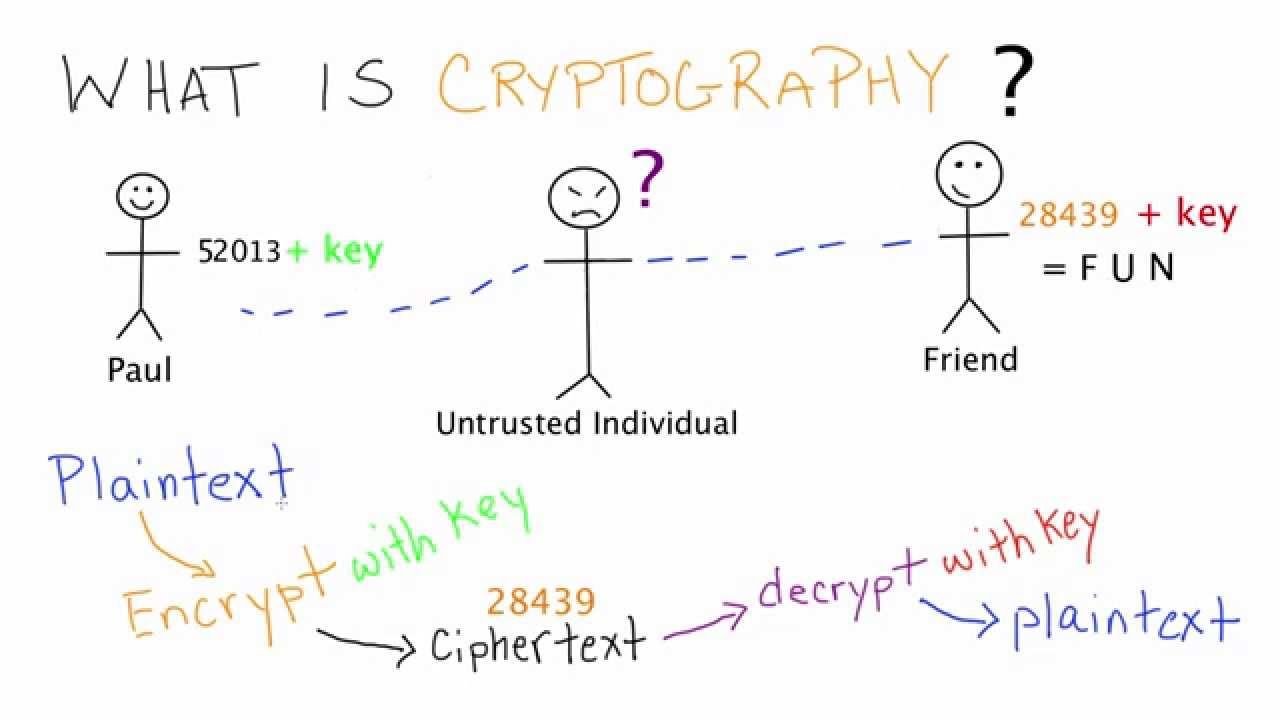 WHAT IS CRYPTOGRAPHY ?
?
52013 + key
28439 + key
= F U N
Paul
Friend
Untrusted Individual
Plaintext
Encrypt with key
28439
Ciphertext
decrypt with key
plaintext